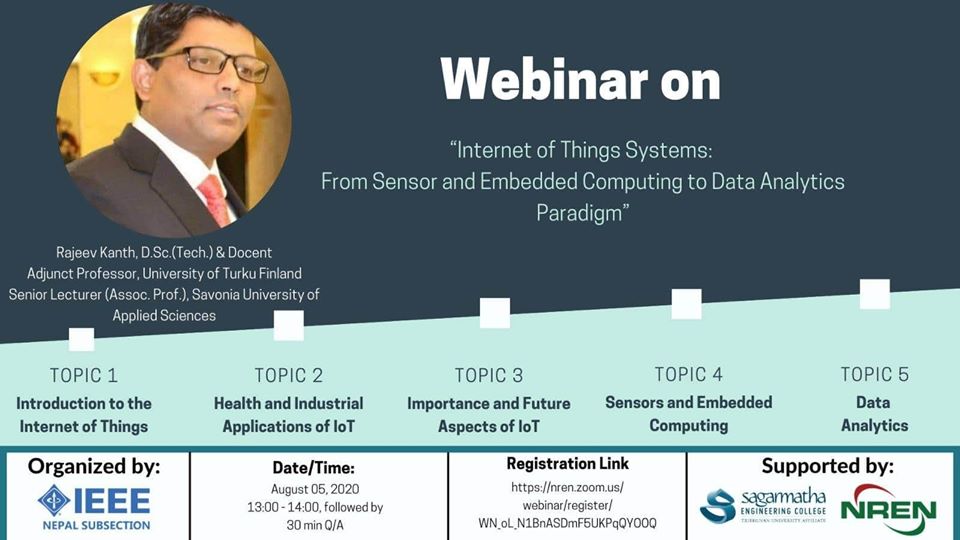 Webinar on
“Internet of Things Systems:
From Sensor and Embedded Computing to Data Analytics
Paradigm”
Rajeev Kanth, D.Sc.(Tech.) & Docent
Adjunct Professor, University of Turku Finland
Senior Lecturer (Assoc. Prof.), Savonia University of
Applied Sciences
TOPIC 1
Introduction to the
Internet of Things
TOPIC 2
Health and Industrial
Applications of IoT
TOPIC 3
Importance and Future
Aspects of IoT
TOPIC 4
Sensors and Embedded
Computing
TOPIC 5
Data
Analytics
Organized by:
IEEE
NEPAL SUBSECTION
Date/Time:
August 05, 2020
13:00 - 14:00, followed by
30 min Q/A
Registration Link
https://nren.zoom.us/
webinar/register/
WN_oL_N1BnASDmF5UKPqQYOOQ
Supported by:
sagarmatha
ENGINEERING COLLEGE
TRIBHUVAN UNIVERSITY AFFILIATE
NREN